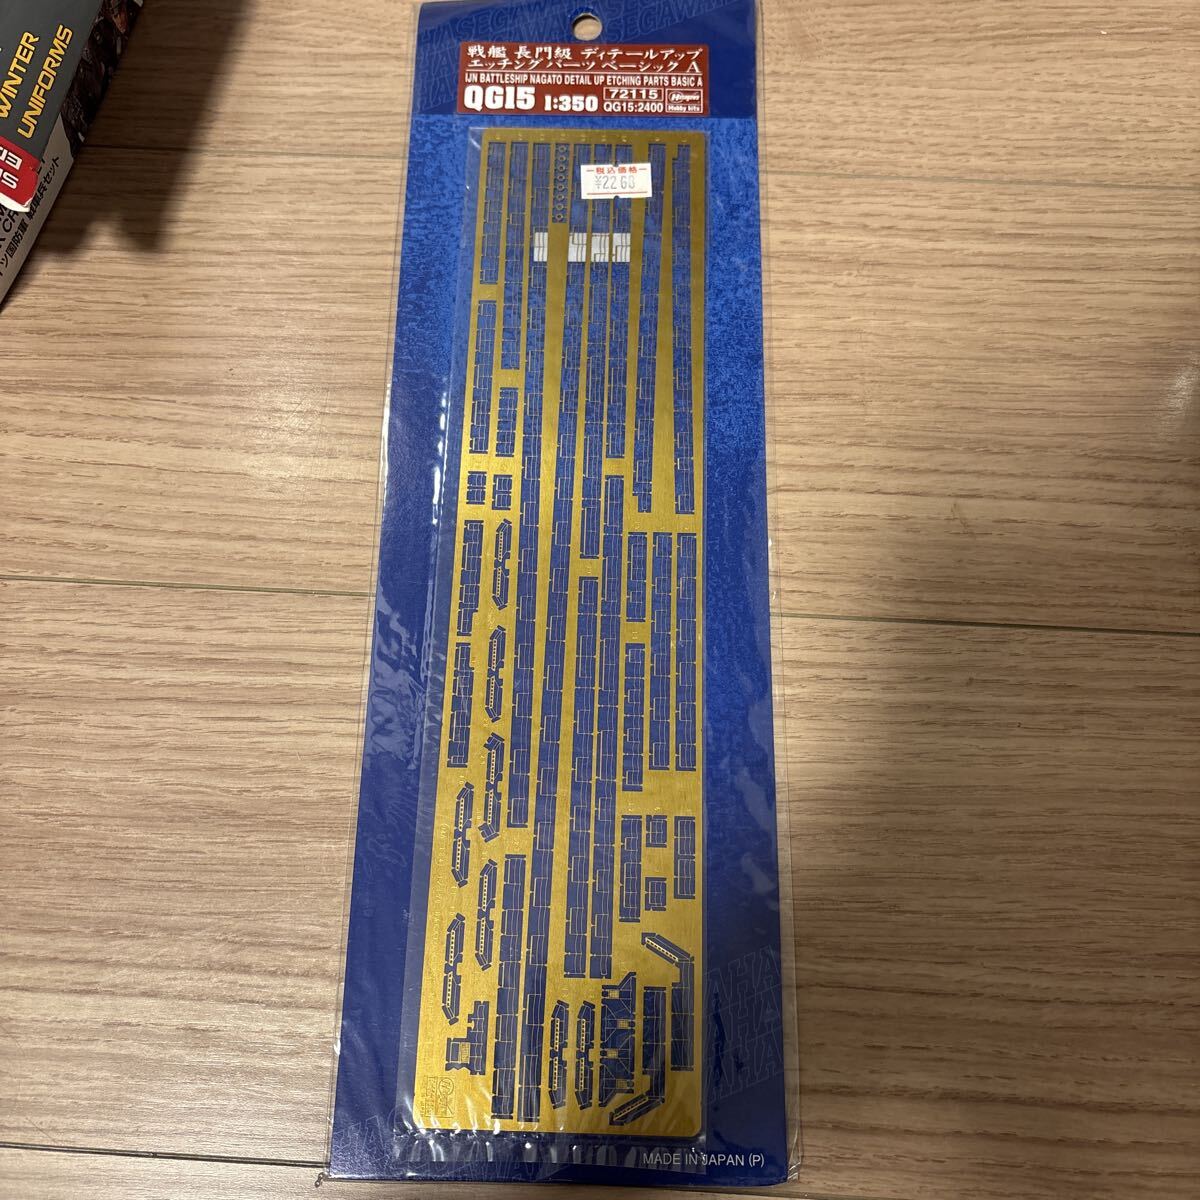 戦艦 長門級 ディテールアップ
エッチング パーツ ベーシック A
IJN BATTLESHIP NAGATO DETAIL UP ETCHING PARTS BASIC A
QG15 1:350 72115
QG15:2400
Hasegawa
Hobby kits
税込価格
¥2268
WINTER
UNIFORMS
MADE IN JAPAN (P)